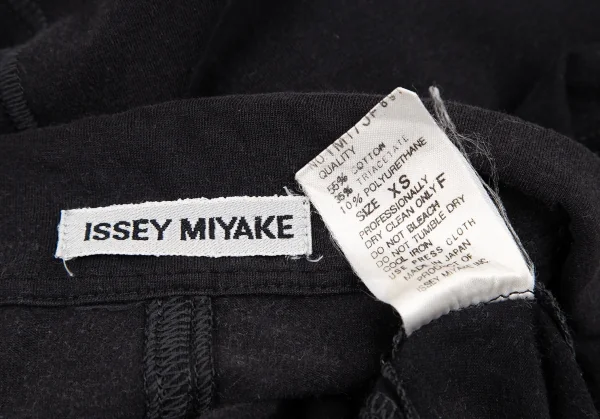 ISSEY MIYAKE
QUALITY
55% COTTON
35% TRIACETATE
10% POLYURETHANE
SIZE XS
PROFESSIONALLY F
DRY CLEAN ONLY
DO NOT BLEACH
DO NOT TUMBLE DRY
COOL IRON
USE PRESS CLOTH
MADE IN JAPAN
PRODUCT OF
ISSEY MIYAKE INC.